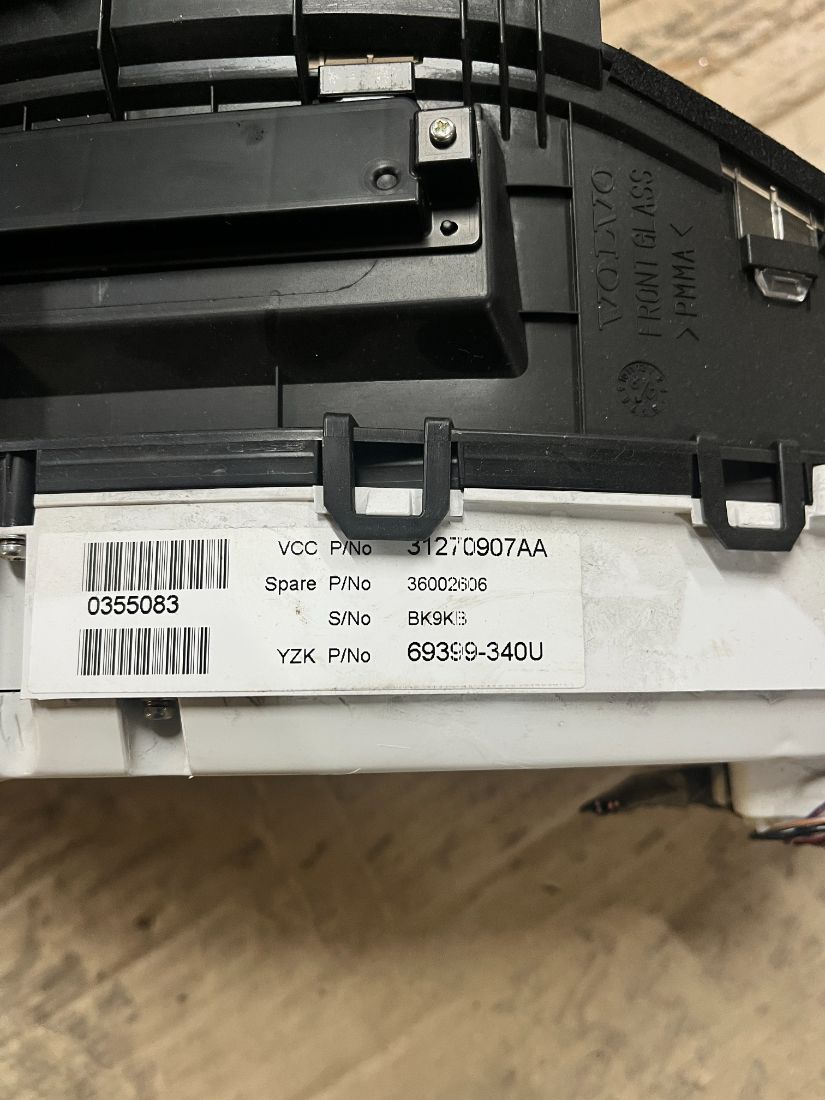 VOLVO
FRONT GLASS
>PMMA<
VCC P/No 31270907AA
Spare P/No 36002606
0355083
S/No BK9KB
YZK P/No 69399-340U